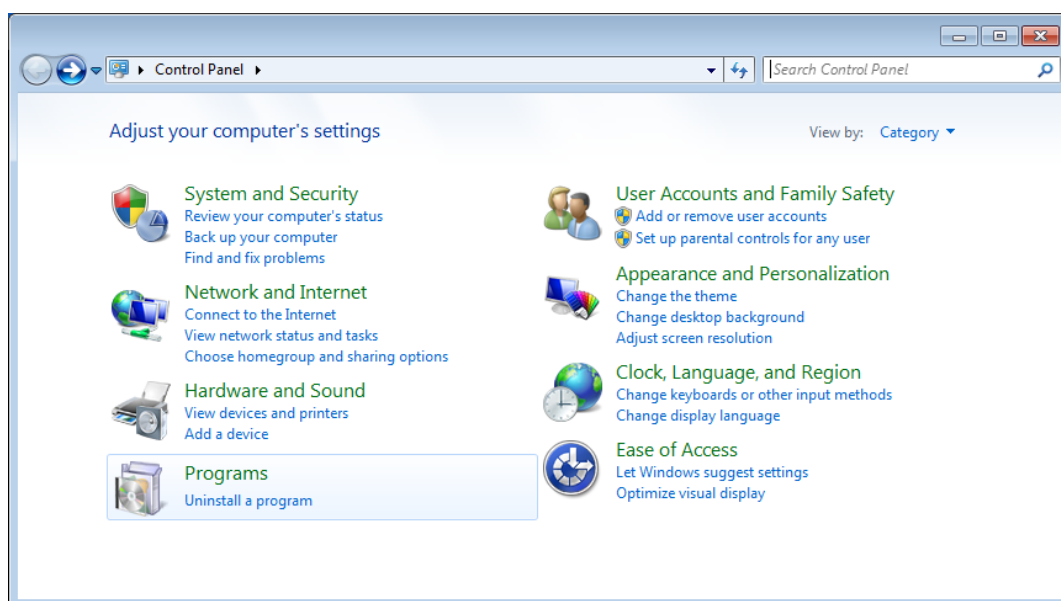 Control Panel
Search Control Panel
Adjust your computer's settings
View by: Category
System and Security
Review your computer's status
Back up your computer
Find and fix problems
Network and Internet
Connect to the Internet
View network status and tasks
Choose homegroup and sharing options
Hardware and Sound
View devices and printers
Add a device
Programs
Uninstall a program
User Accounts and Family Safety
Add or remove user accounts
Set up parental controls for any user
Appearance and Personalization
Change the theme
Change desktop background
Adjust screen resolution
Clock, Language, and Region
Change keyboards or other input methods
Change display language
Ease of Access
Let Windows suggest settings
Optimize visual display